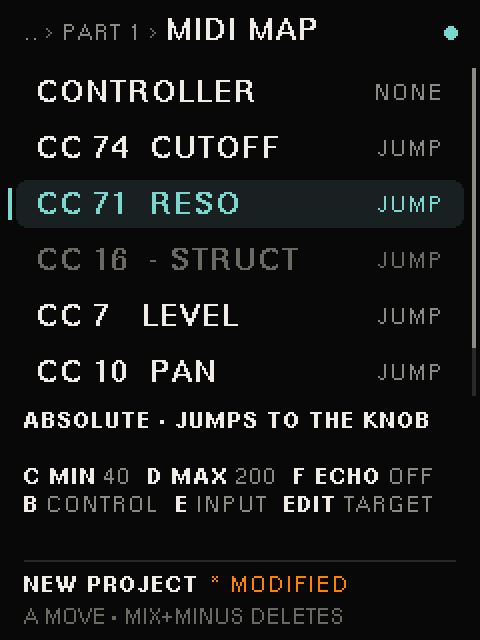 .. > PART 1 > MIDI MAP
CONTROLLER NONE
CC 74 CUTOFF JUMP
CC 71 RESO JUMP
CC 16 - STRUCT JUMP
CC 7 LEVEL JUMP
CC 10 PAN JUMP
ABSOLUTE · JUMPS TO THE KNOB
C MIN 40 D MAX 200 F ECHO OFF
B CONTROL E INPUT EDIT TARGET
NEW PROJECT * MODIFIED
A MOVE · MIX+MINUS DELETES